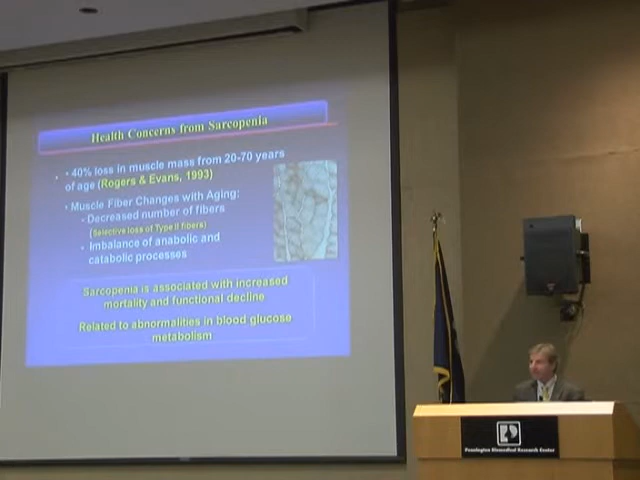 Health Concerns from Sarcopenia
• 40% loss in muscle mass from 20-70 years
of age (Rogers & Evans, 1993)
• Muscle Fiber Changes with Aging:
- Decreased number of fibers
(Selective loss of Type II fibers)
- Imbalance of anabolic and
catabolic processes
Sarcopenia is associated with increased
mortality and functional decline
Related to abnormalities in blood glucose
metabolism
Pennington Biomedical Research Center